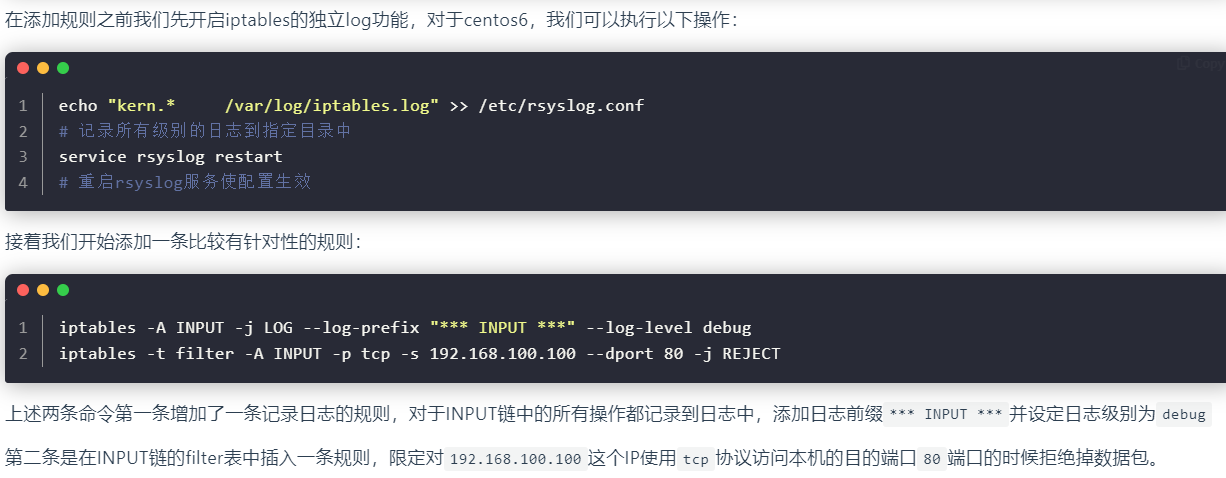 在添加规则之前我们先开启iptables的独立log功能，对于centos6，我们可以执行以下操作：
Copy
1 echo "kern.*     /var/log/iptables.log" >> /etc/rsyslog.conf
2 # 记录所有级别的日志到指定目录中
3 service rsyslog restart
4 # 重启rsyslog服务使配置生效
接着我们开始添加一条比较有针对性的规则：
1 iptables -A INPUT -j LOG --log-prefix "*** INPUT ***" --log-level debug
2 iptables -t filter -A INPUT -p tcp -s 192.168.100.100 --dport 80 -j REJECT
上述两条命令第一条增加了一条记录日志的规则，对于INPUT链中的所有操作都记录到日志中，添加日志前缀 *** INPUT *** 并设定日志级别为 debug
第二条是在INPUT链的filter表中插入一条规则，限定对 192.168.100.100 这个IP使用 tcp 协议访问本机的目的端口 80 端口的时候拒绝掉数据包。